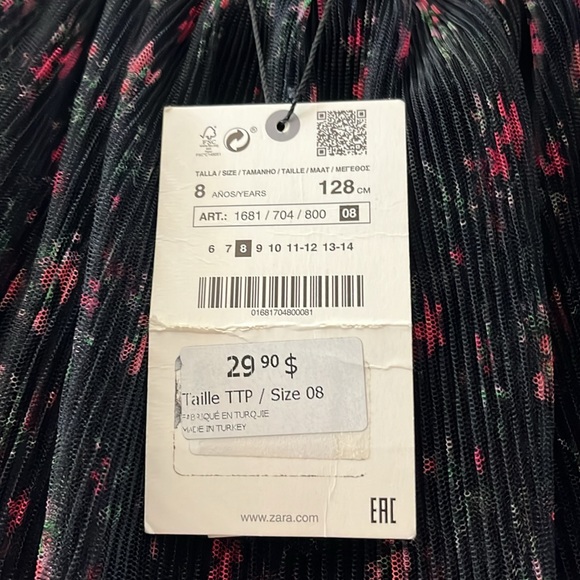 FSC
®
TALLA / SIZE / TAMANHO / TAILLE / MAAT / ΜΕΓΕΘΟΣ
8 AÑOS/YEARS 128 CM
ART.: 1681 / 704 / 800 08
6 7 8 9 10 11-12 13-14
01681704800081
29 90 $
Taille TTP / Size 08
FABRIQUÉ EN TURQUIE
MADE IN TURKEY
www.zara.com
EAC